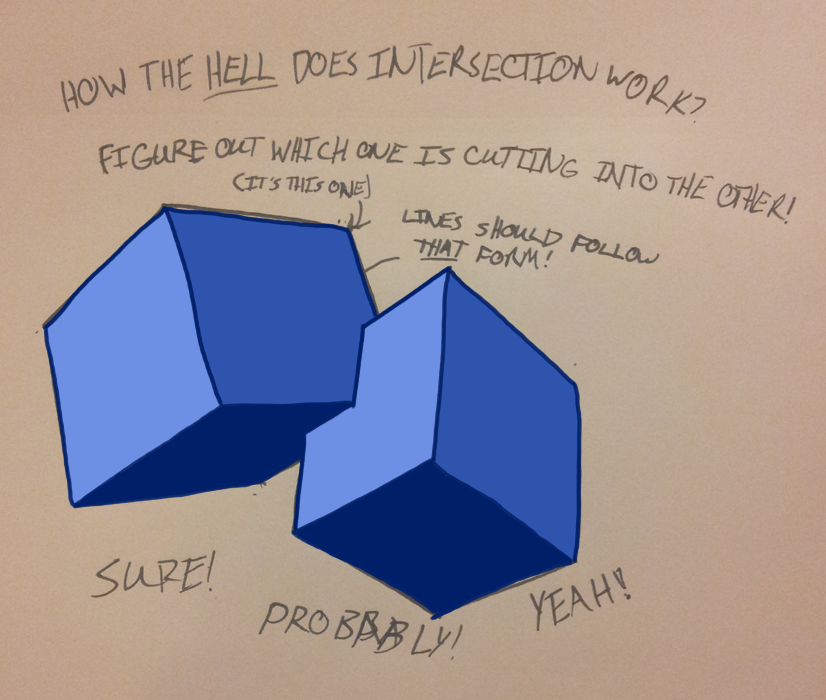 HOW THE HELL DOES INTERSECTION WORK?
FIGURE OUT WHICH ONE IS CUTTING INTO THE OTHER!
(IT'S THIS ONE)
LINES SHOULD FOLLOW
THAT FORM!
SURE!
PROBABLY!
YEAH!